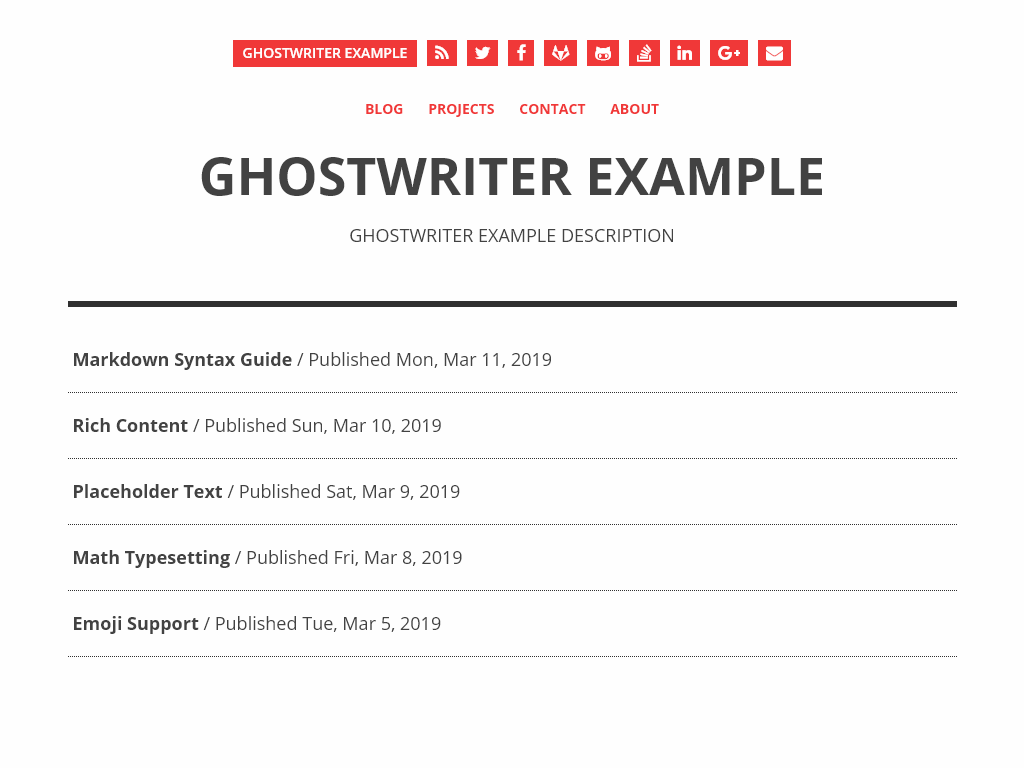 GHOSTWRITER EXAMPLE
BLOG PROJECTS CONTACT ABOUT
GHOSTWRITER EXAMPLE
GHOSTWRITER EXAMPLE DESCRIPTION
Markdown Syntax Guide / Published Mon, Mar 11, 2019
Rich Content / Published Sun, Mar 10, 2019
Placeholder Text / Published Sat, Mar 9, 2019
Math Typesetting / Published Fri, Mar 8, 2019
Emoji Support / Published Tue, Mar 5, 2019